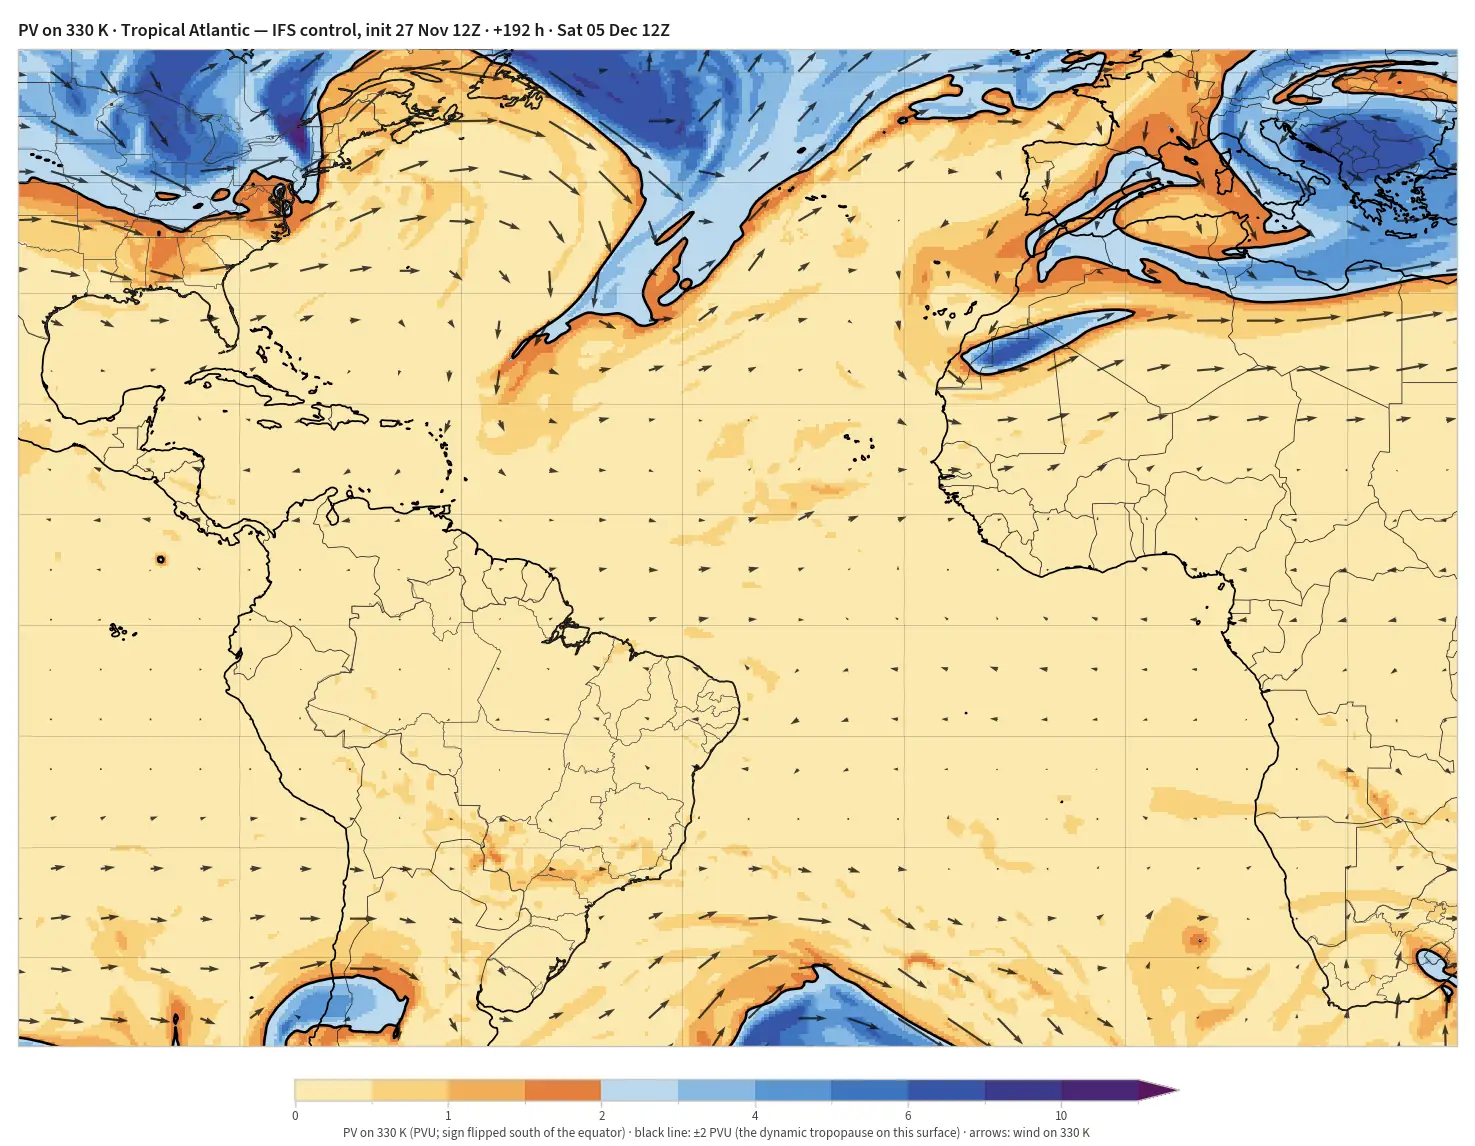 PV on 330 K · Tropical Atlantic — IFS control, init 27 Nov 12Z · +192 h · Sat 05 Dec 12Z
0 1 2 4 6 10
PV on 330 K (PVU; sign flipped south of the equator) · black line: ±2 PVU (the dynamic tropopause on this surface) · arrows: wind on 330 K